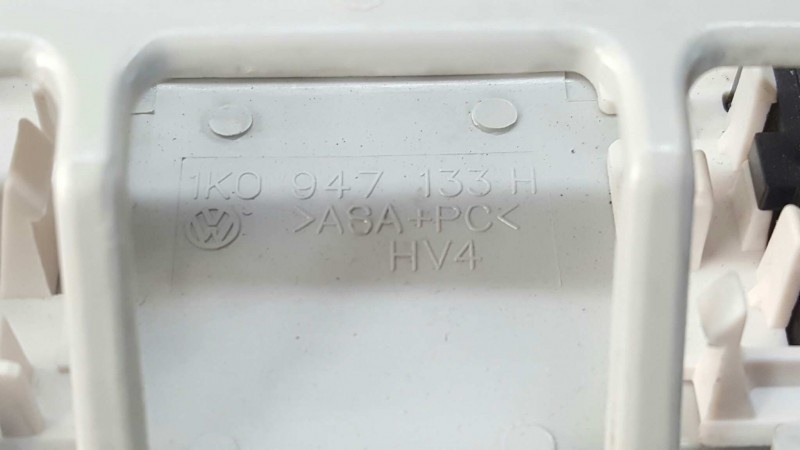 1K0 947 133 H
>ASA+PC<
HV4